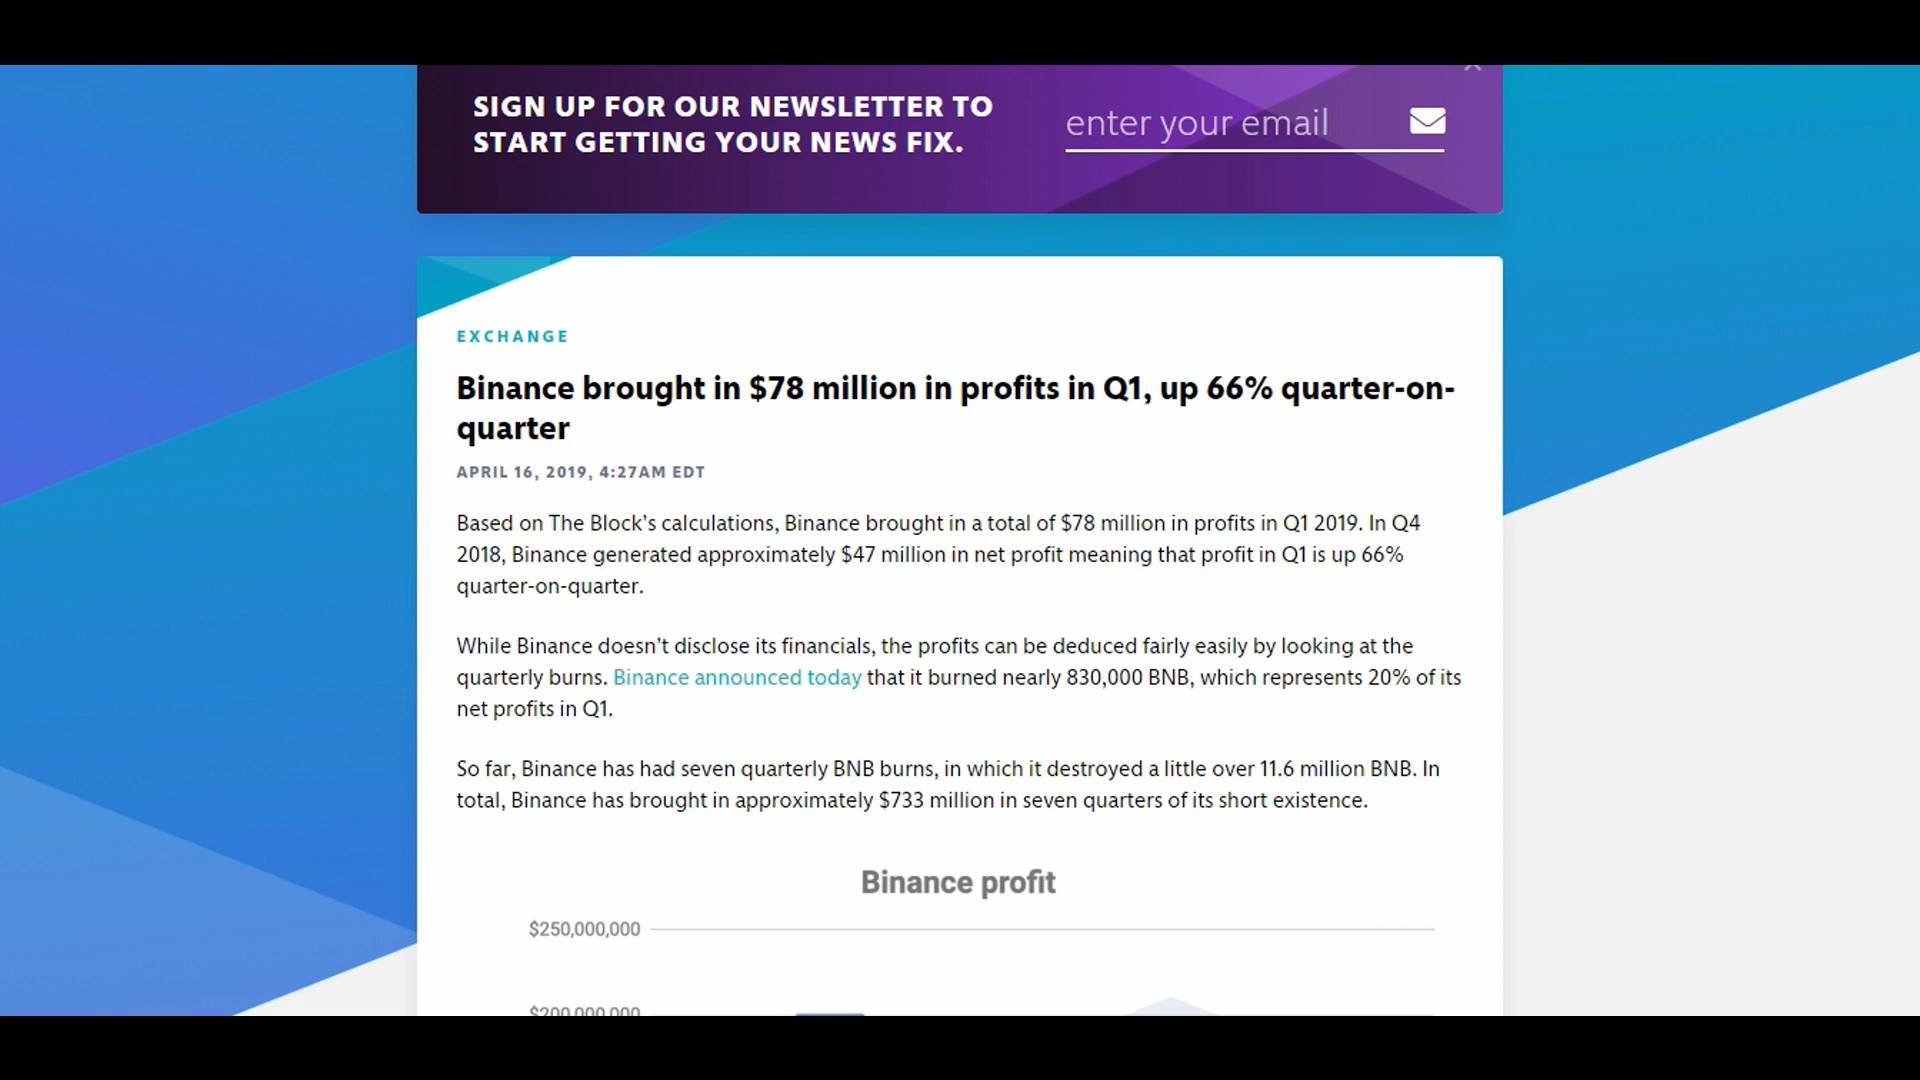 SIGN UP FOR OUR NEWSLETTER TO
START GETTING YOUR NEWS FIX.
enter your email
EXCHANGE
Binance brought in $78 million in profits in Q1, up 66% quarter-on-
quarter
APRIL 16, 2019, 4:27AM EDT
Based on The Block’s calculations, Binance brought in a total of $78 million in profits in Q1 2019. In Q4
2018, Binance generated approximately $47 million in net profit meaning that profit in Q1 is up 66%
quarter-on-quarter.
While Binance doesn’t disclose its financials, the profits can be deduced fairly easily by looking at the
quarterly burns. Binance announced today that it burned nearly 830,000 BNB, which represents 20% of its
net profits in Q1.
So far, Binance has had seven quarterly BNB burns, in which it destroyed a little over 11.6 million BNB. In
total, Binance has brought in approximately $733 million in seven quarters of its short existence.
Binance profit
$250,000,000
$200,000,000